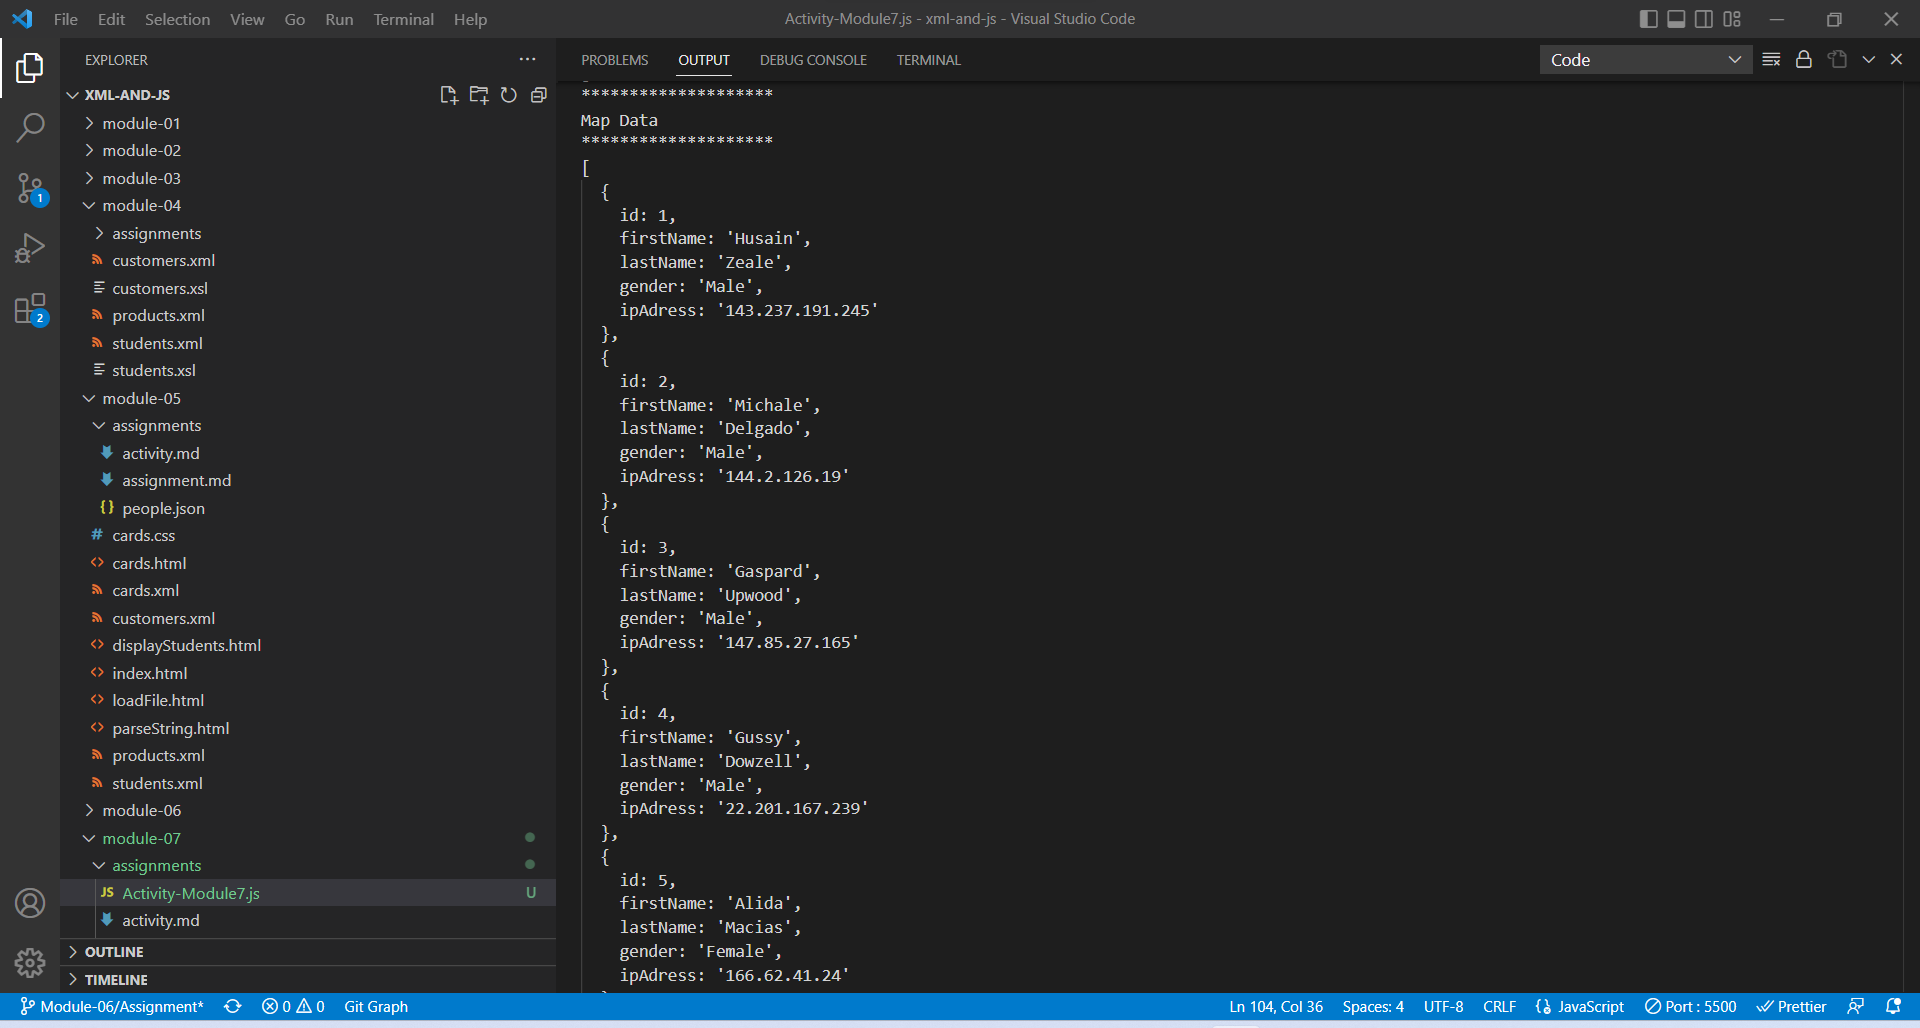 File Edit Selection View Go Run Terminal Help
Activity-Module7.js - xml-and-js - Visual Studio Code
EXPLORER
XML-AND-JS
module-01
module-02
module-03
module-04
assignments
customers.xml
customers.xsl
products.xml
students.xml
students.xsl
module-05
assignments
activity.md
assignment.md
people.json
cards.css
cards.html
cards.xml
customers.xml
displayStudents.html
index.html
loadFile.html
parseString.html
products.xml
students.xml
module-06
module-07
assignments
JS Activity-Module7.js U
activity.md
OUTLINE
TIMELINE
1
2
PROBLEMS OUTPUT DEBUG CONSOLE TERMINAL
Code
********************
Map Data
********************
[
{
id: 1,
firstName: 'Husain',
lastName: 'Zeale',
gender: 'Male',
ipAdress: '143.237.191.245'
},
{
id: 2,
firstName: 'Michale',
lastName: 'Delgado',
gender: 'Male',
ipAdress: '144.2.126.19'
},
{
id: 3,
firstName: 'Gaspard',
lastName: 'Upwood',
gender: 'Male',
ipAdress: '147.85.27.165'
},
{
id: 4,
firstName: 'Gussy',
lastName: 'Dowzell',
gender: 'Male',
ipAdress: '22.201.167.239'
},
{
id: 5,
firstName: 'Alida',
lastName: 'Macias',
gender: 'Female',
ipAdress: '166.62.41.24'
Module-06/Assignment* 0 0 Git Graph
Ln 104, Col 36 Spaces: 4 UTF-8 CRLF JavaScript Port : 5500 Prettier